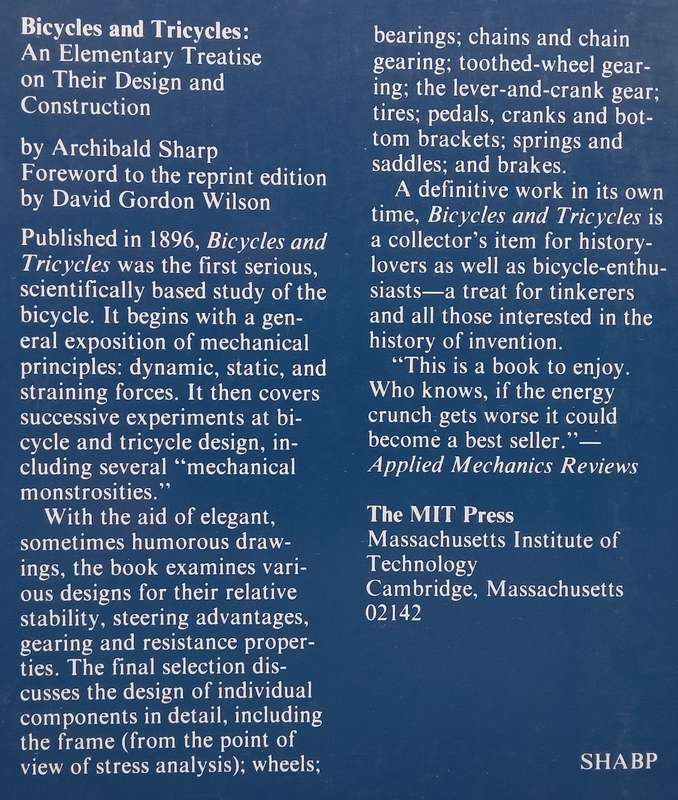 Bicycles and Tricycles:
An Elementary Treatise
on Their Design and
Construction
by Archibald Sharp
Foreword to the reprint edition
by David Gordon Wilson
Published in 1896, Bicycles and
Tricycles was the first serious,
scientifically based study of the
bicycle. It begins with a gen-
eral exposition of mechanical
principles: dynamic, static, and
straining forces. It then covers
successive experiments at bi-
cycle and tricycle design, in-
cluding several “mechanical
monstrosities.”
With the aid of elegant,
sometimes humorous draw-
ings, the book examines vari-
ous designs for their relative
stability, steering advantages,
gearing and resistance proper-
ties. The final selection dis-
cusses the design of individual
components in detail, including
the frame (from the point of
view of stress analysis); wheels;
bearings; chains and chain
gearing; toothed-wheel gear-
ing; the lever-and-crank gear;
tires; pedals, cranks and bot-
tom brackets; springs and
saddles; and brakes.
A definitive work in its own
time, Bicycles and Tricycles is
a collector’s item for history-
lovers as well as bicycle-enthu-
siasts—a treat for tinkerers
and all those interested in the
history of invention.
“This is a book to enjoy.
Who knows, if the energy
crunch gets worse it could
become a best seller.”—
Applied Mechanics Reviews
The MIT Press
Massachusetts Institute of
Technology
Cambridge, Massachusetts
02142
SHABP